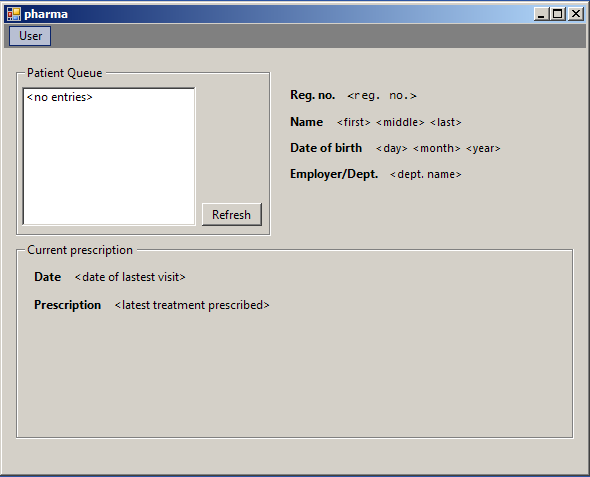 pharma
User
Patient Queue
<no entries>
Refresh
Reg. no. <reg. no.>
Name <first> <middle> <last>
Date of birth <day> <month> <year>
Employer/Dept. <dept. name>
Current prescription
Date <date of lastest visit>
Prescription <latest treatment prescribed>